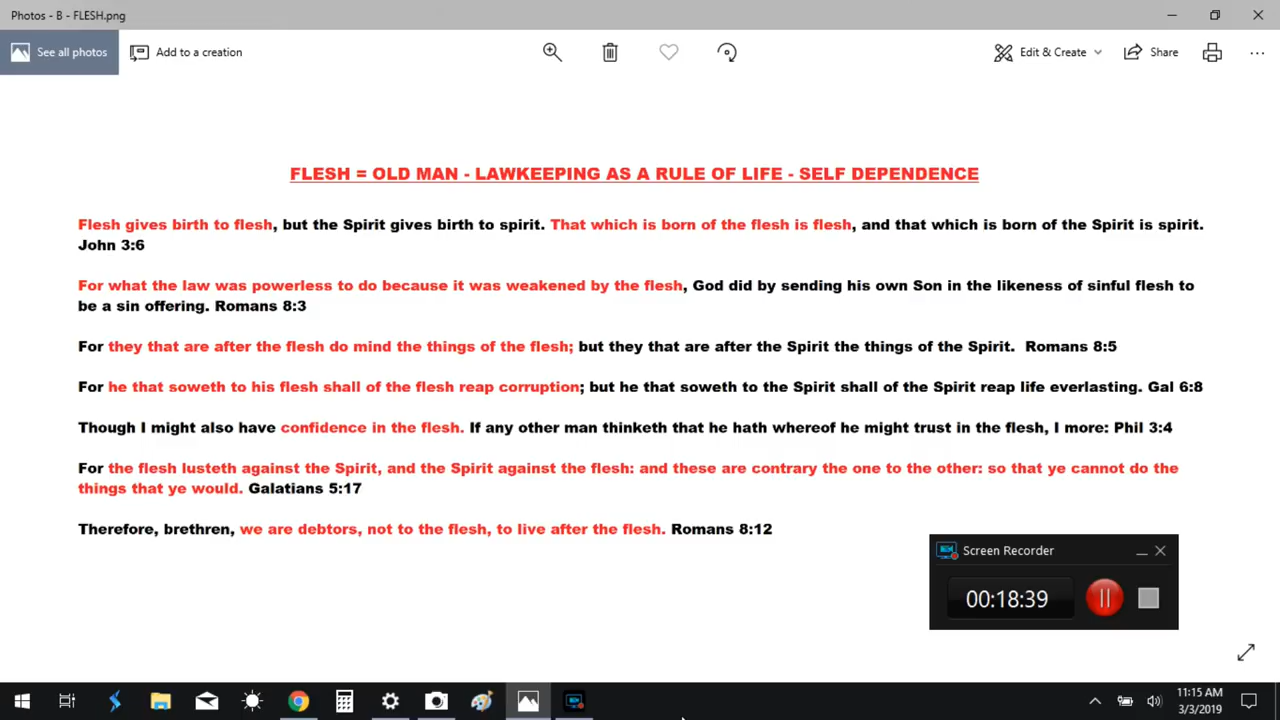 Photos - B - FLESH.png
See all photos
Add to a creation
Edit & Create
Share
FLESH = OLD MAN - LAWKEEPING AS A RULE OF LIFE - SELF DEPENDENCE
Flesh gives birth to flesh, but the Spirit gives birth to spirit. That which is born of the flesh is flesh, and that which is born of the Spirit is spirit.
John 3:6
For what the law was powerless to do because it was weakened by the flesh, God did by sending his own Son in the likeness of sinful flesh to
be a sin offering. Romans 8:3
For they that are after the flesh do mind the things of the flesh; but they that are after the Spirit the things of the Spirit. Romans 8:5
For he that soweth to his flesh shall of the flesh reap corruption; but he that soweth to the Spirit shall of the Spirit reap life everlasting. Gal 6:8
Though I might also have confidence in the flesh. If any other man thinketh that he hath whereof he might trust in the flesh, I more: Phil 3:4
For the flesh lusteth against the Spirit, and the Spirit against the flesh: and these are contrary the one to the other: so that ye cannot do the
things that ye would. Galatians 5:17
Therefore, brethren, we are debtors, not to the flesh, to live after the flesh. Romans 8:12
Screen Recorder
00:18:39
11:15 AM
3/3/2019